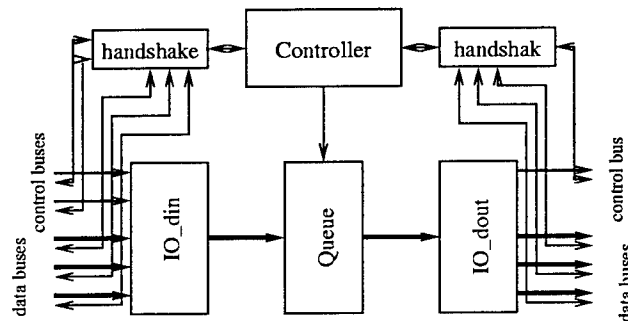 handshake
Controller
handshak
control buses
data buses
IO_din
Queue
IO_dout
control bus
data buses